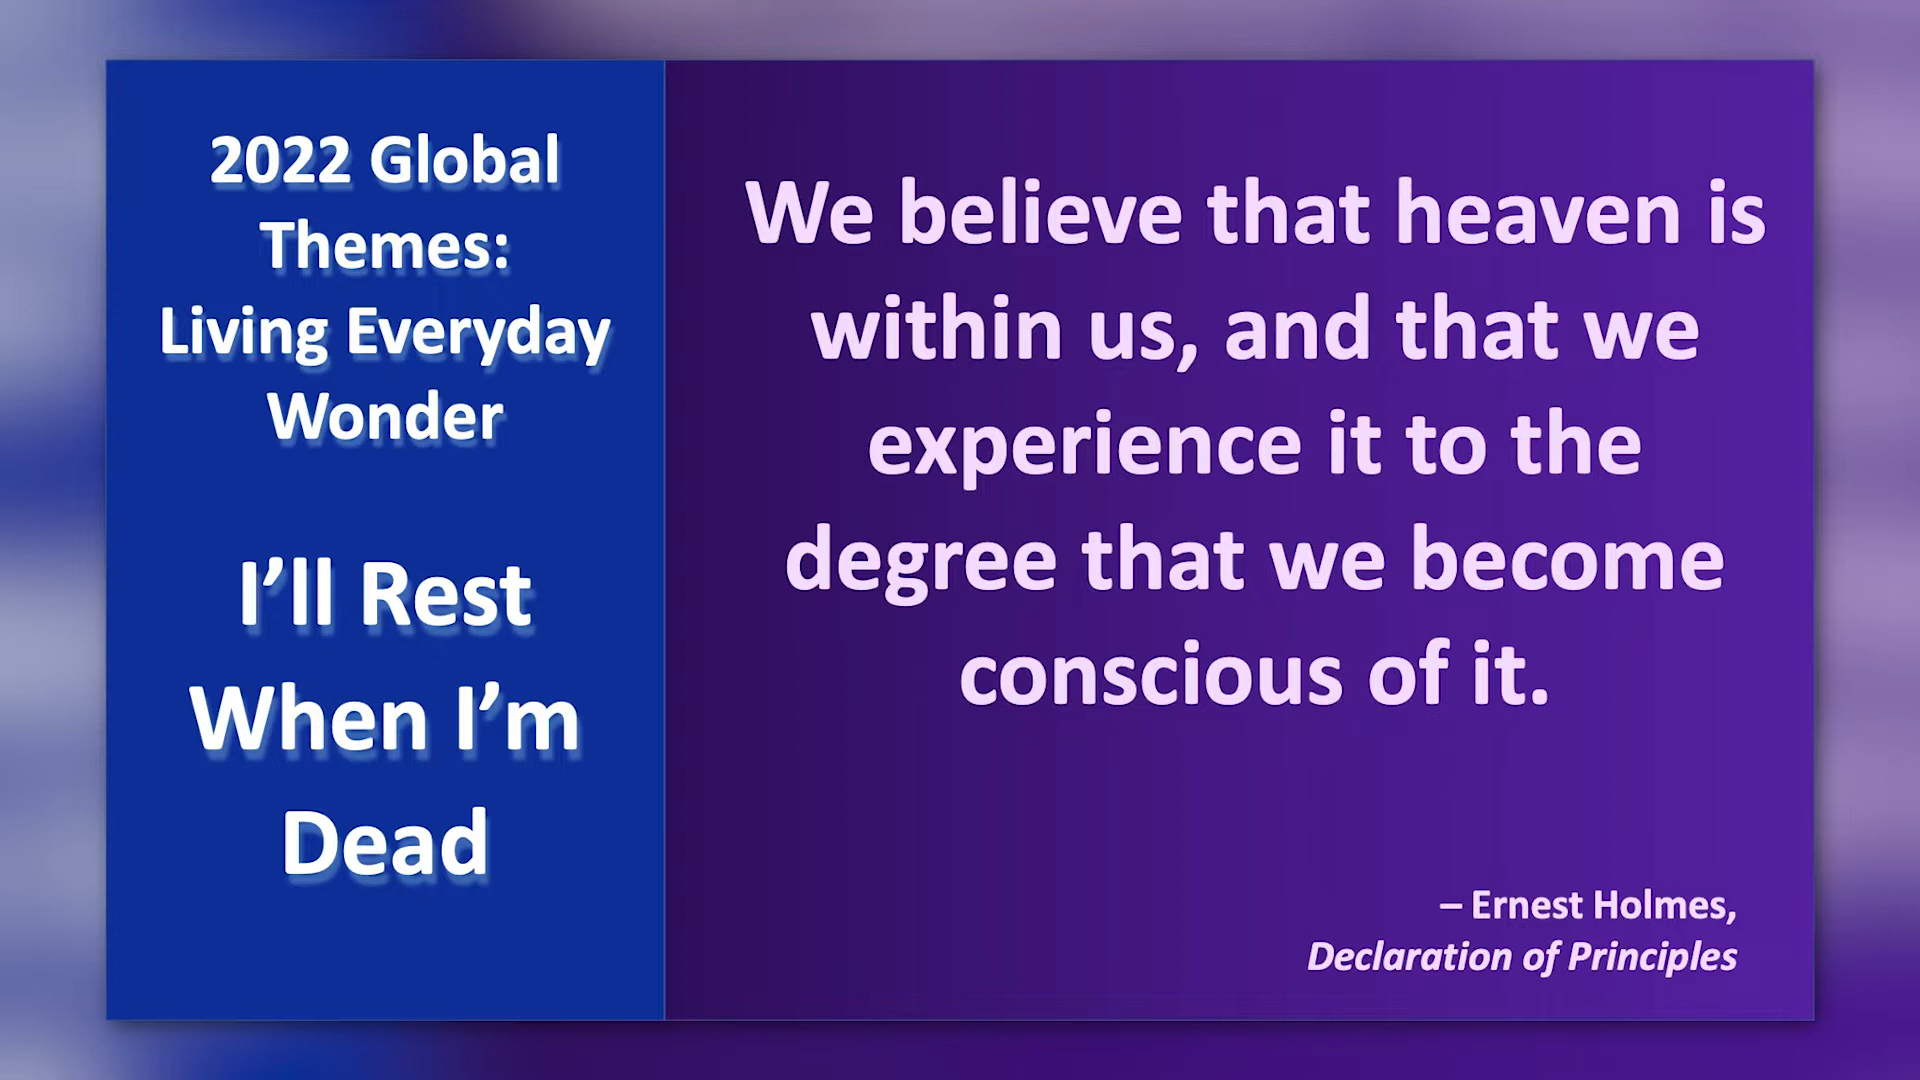 2022 Global
Themes:
Living Everyday
Wonder
I’ll Rest
When I’m
Dead
We believe that heaven is
within us, and that we
experience it to the
degree that we become
conscious of it.
– Ernest Holmes,
Declaration of Principles